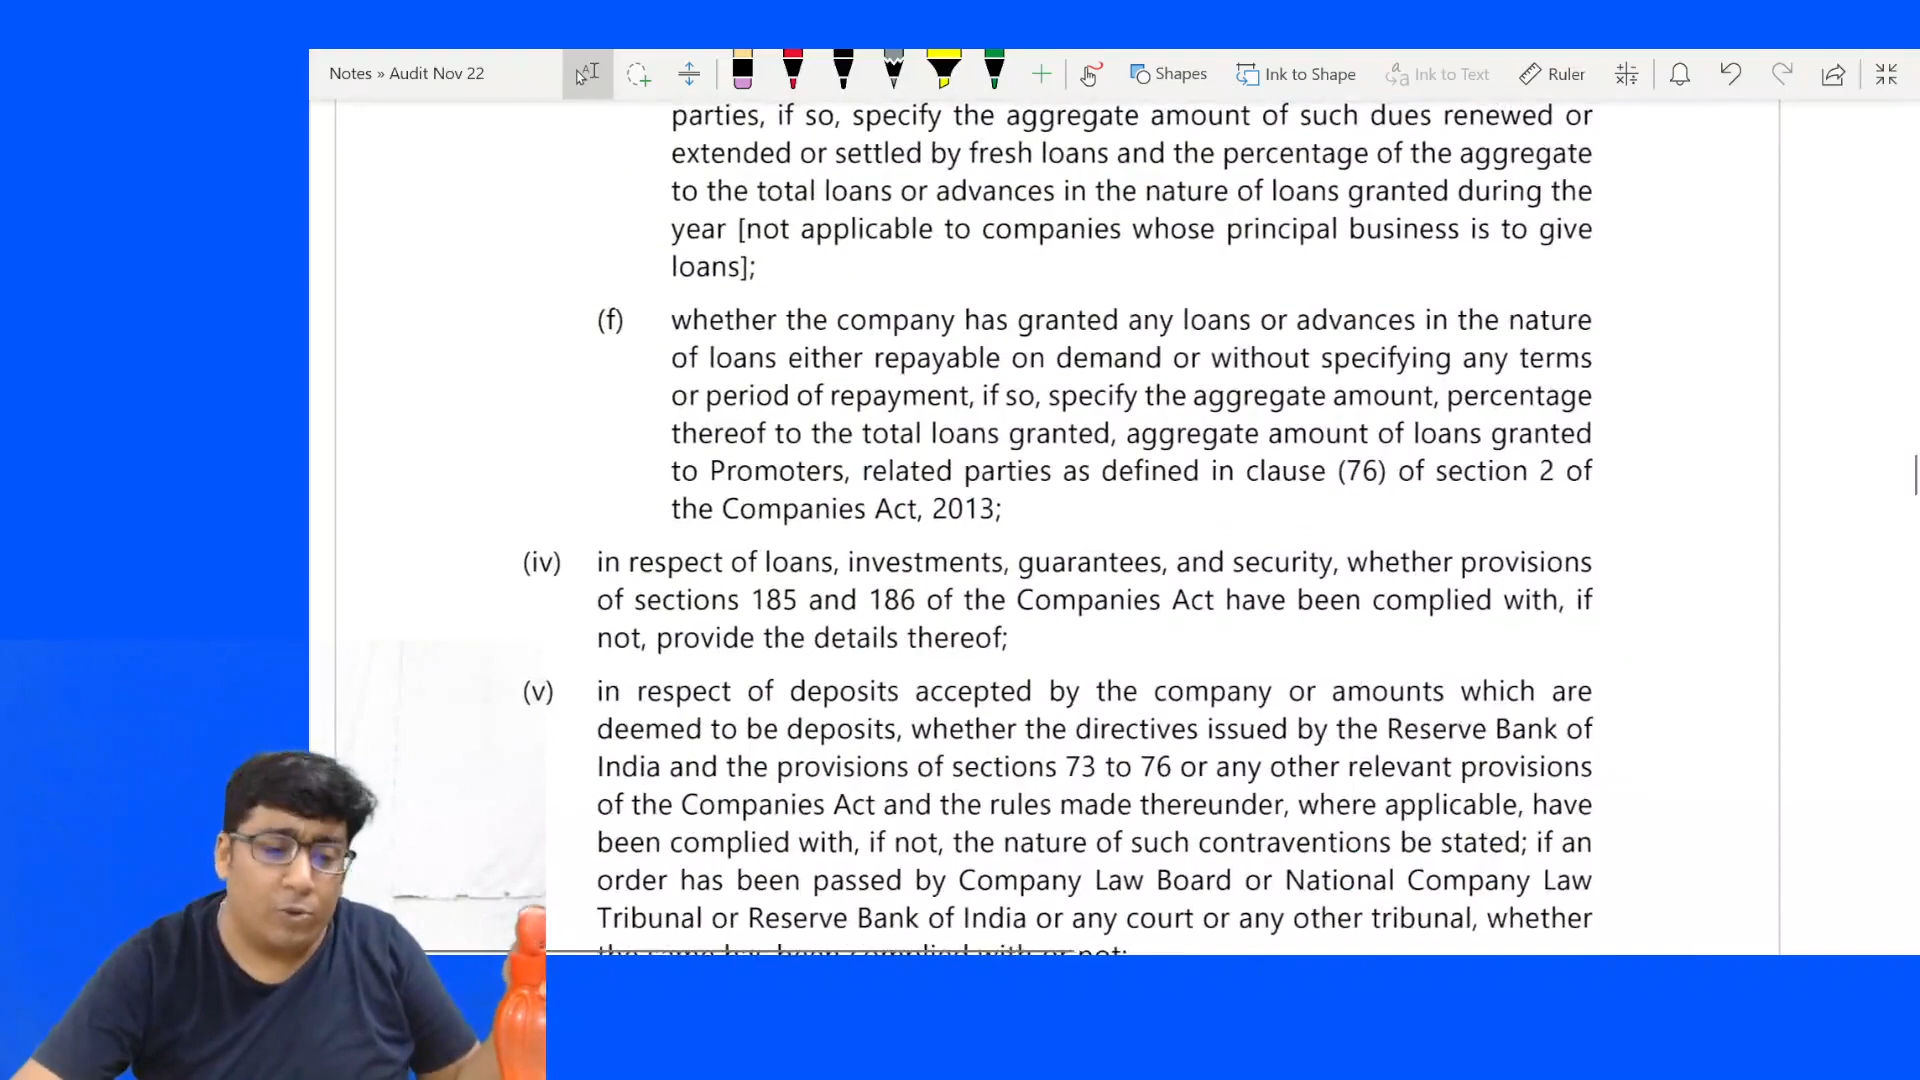 Notes » Audit Nov 22
Shapes
Ink to Shape
Ink to Text
Ruler
parties, if so, specify the aggregate amount of such dues renewed or
extended or settled by fresh loans and the percentage of the aggregate
to the total loans or advances in the nature of loans granted during the
year [not applicable to companies whose principal business is to give
loans];
(f) whether the company has granted any loans or advances in the nature
of loans either repayable on demand or without specifying any terms
or period of repayment, if so, specify the aggregate amount, percentage
thereof to the total loans granted, aggregate amount of loans granted
to Promoters, related parties as defined in clause (76) of section 2 of
the Companies Act, 2013;
(iv) in respect of loans, investments, guarantees, and security, whether provisions
of sections 185 and 186 of the Companies Act have been complied with, if
not, provide the details thereof;
(v) in respect of deposits accepted by the company or amounts which are
deemed to be deposits, whether the directives issued by the Reserve Bank of
India and the provisions of sections 73 to 76 or any other relevant provisions
of the Companies Act and the rules made thereunder, where applicable, have
been complied with, if not, the nature of such contraventions be stated; if an
order has been passed by Company Law Board or National Company Law
Tribunal or Reserve Bank of India or any court or any other tribunal, whether
the same has been complied with or not;